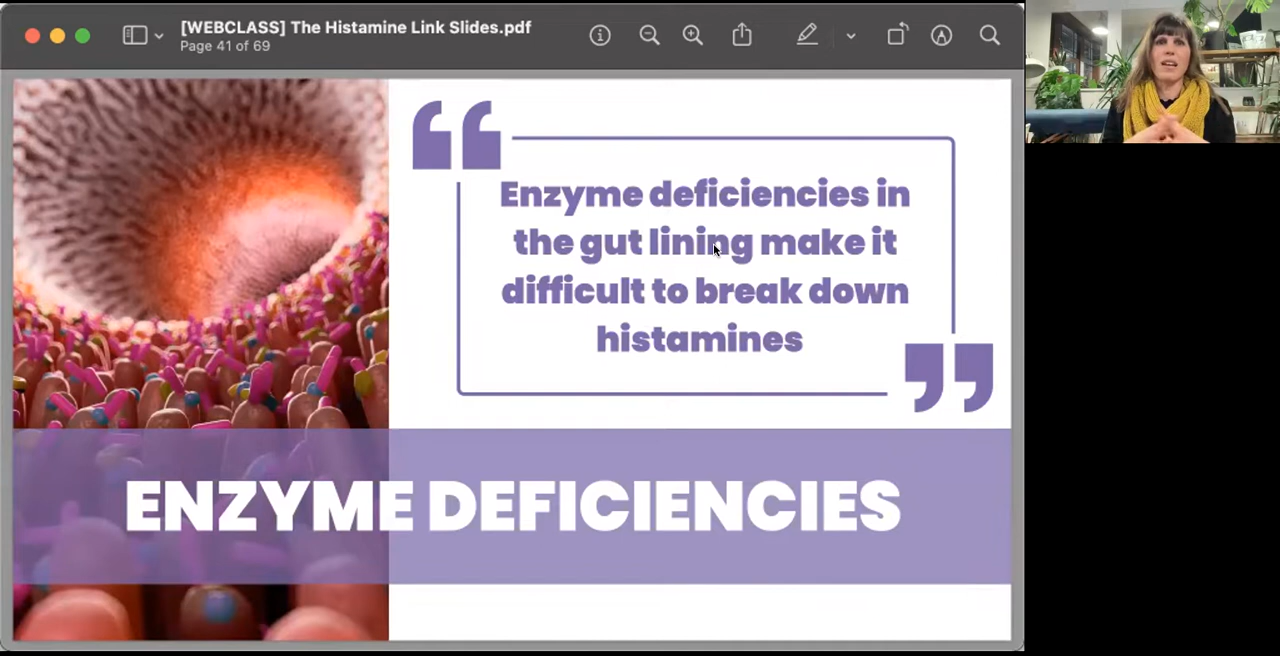 [WEBCLASS] The Histamine Link Slides.pdf
Page 41 of 69
“
Enzyme deficiencies in
the gut lining make it
difficult to break down
histamines
”
ENZYME DEFICIENCIES